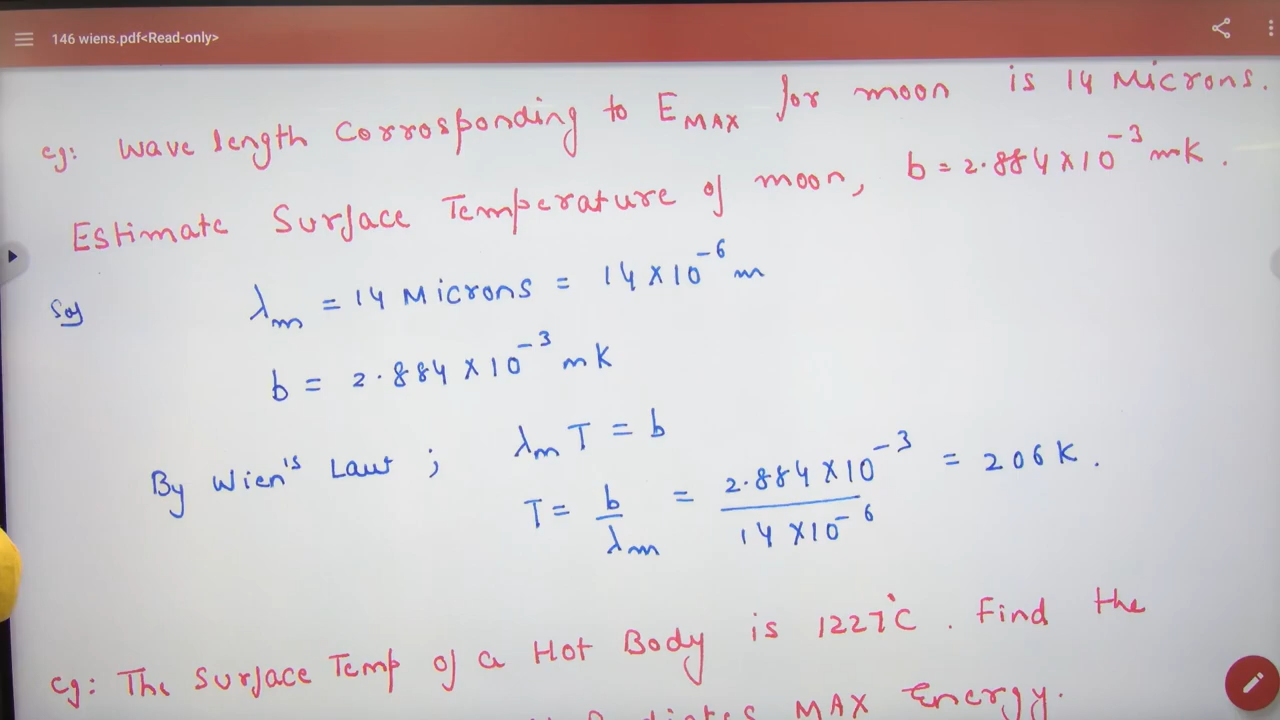 146 wiens.pdf<Read-only>
eg: Wave length Corrosponding to E_MAX for moon is 14 Microns.
Estimate Surface Temperature of moon, b = 2.884 × 10⁻³ mK.
Sol λm = 14 Microns = 14 × 10⁻⁶ m
b = 2.884 × 10⁻³ mK
By Wien's Law ; λm T = b
T = b/λm = 2.884 × 10⁻³ / 14 × 10⁻⁶ = 206 K.
eg: The Surface Temp of a Hot Body is 1227°C. Find the
Radiates MAX Energy.